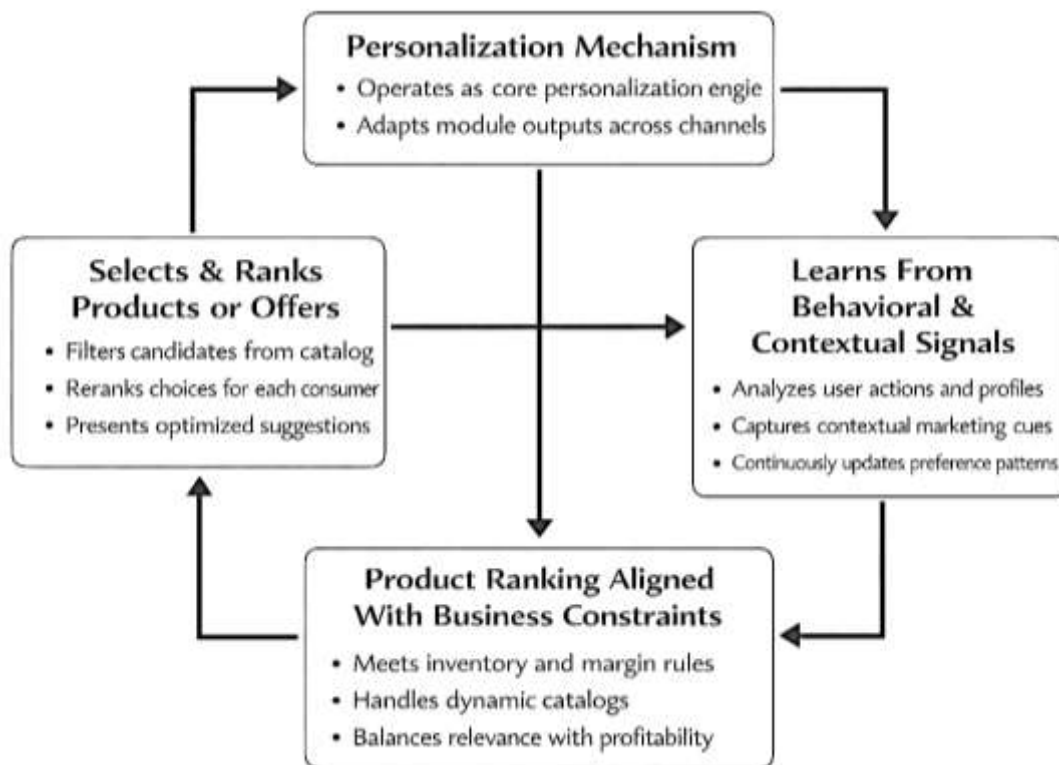 Personalization Mechanism
• Operates as core personalization engie
• Adapts module outputs across channels
Selects & Ranks
Products or Offers
• Filters candidates from catalog
• Reranks choices for each consumer
• Presents optimized suggestions
Learns From
Behavioral &
Contextual Signals
• Analyzes user actions and profiles
• Captures contextual marketing cues
• Continuously updates preference patterns
Product Ranking Aligned
With Business Constraints
• Meets inventory and margin rules
• Handles dynamic catalogs
• Balances relevance with profitability